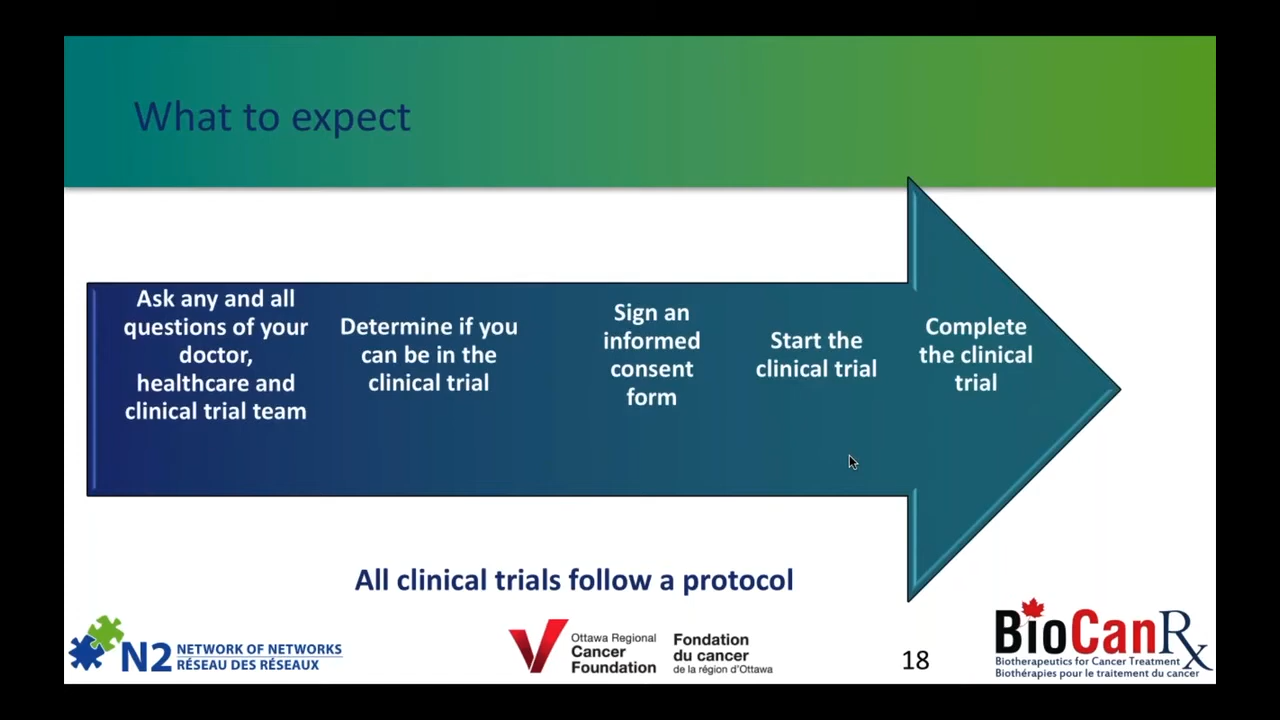 What to expect
Ask any and all
questions of your
doctor,
healthcare and
clinical trial team
Determine if you
can be in the
clinical trial
Sign an
informed
consent
form
Start the
clinical trial
Complete
the clinical
trial
All clinical trials follow a protocol
N2 NETWORK OF NETWORKS
RÉSEAU DES RÉSEAUX
Ottawa Regional
Cancer
Foundation
Fondation
du cancer
de la région d'Ottawa
18
BioCanRx
Biotherapeutics for Cancer Treatment
Biothérapies pour le traitement du cancer